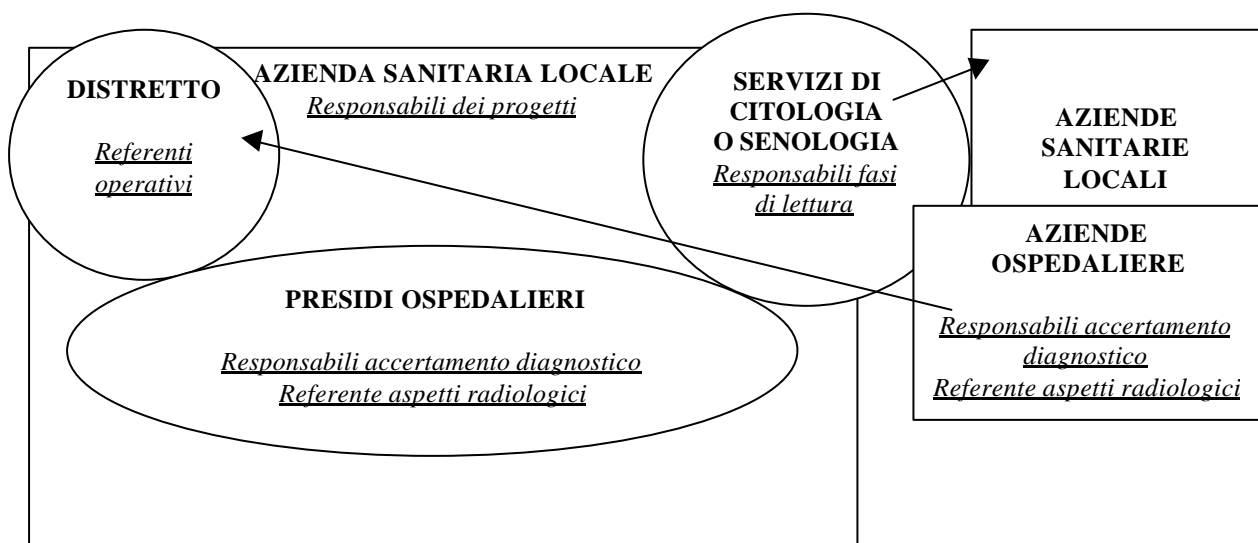 DISTRETTO
Referenti
operativi
AZIENDA SANITARIA LOCALE
Responsabili dei progetti
SERVIZI DI
CITOLOGIA
O SENOLOGIA
Responsabili fasi
di lettura
AZIENDE
SANITARIE
LOCALI
AZIENDE
OSPEDALIERE
Responsabili accertamento
diagnostico
Referente aspetti radiologici
PRESIDI OSPEDALIERI
Responsabili accertamento diagnostico
Referente aspetti radiologici